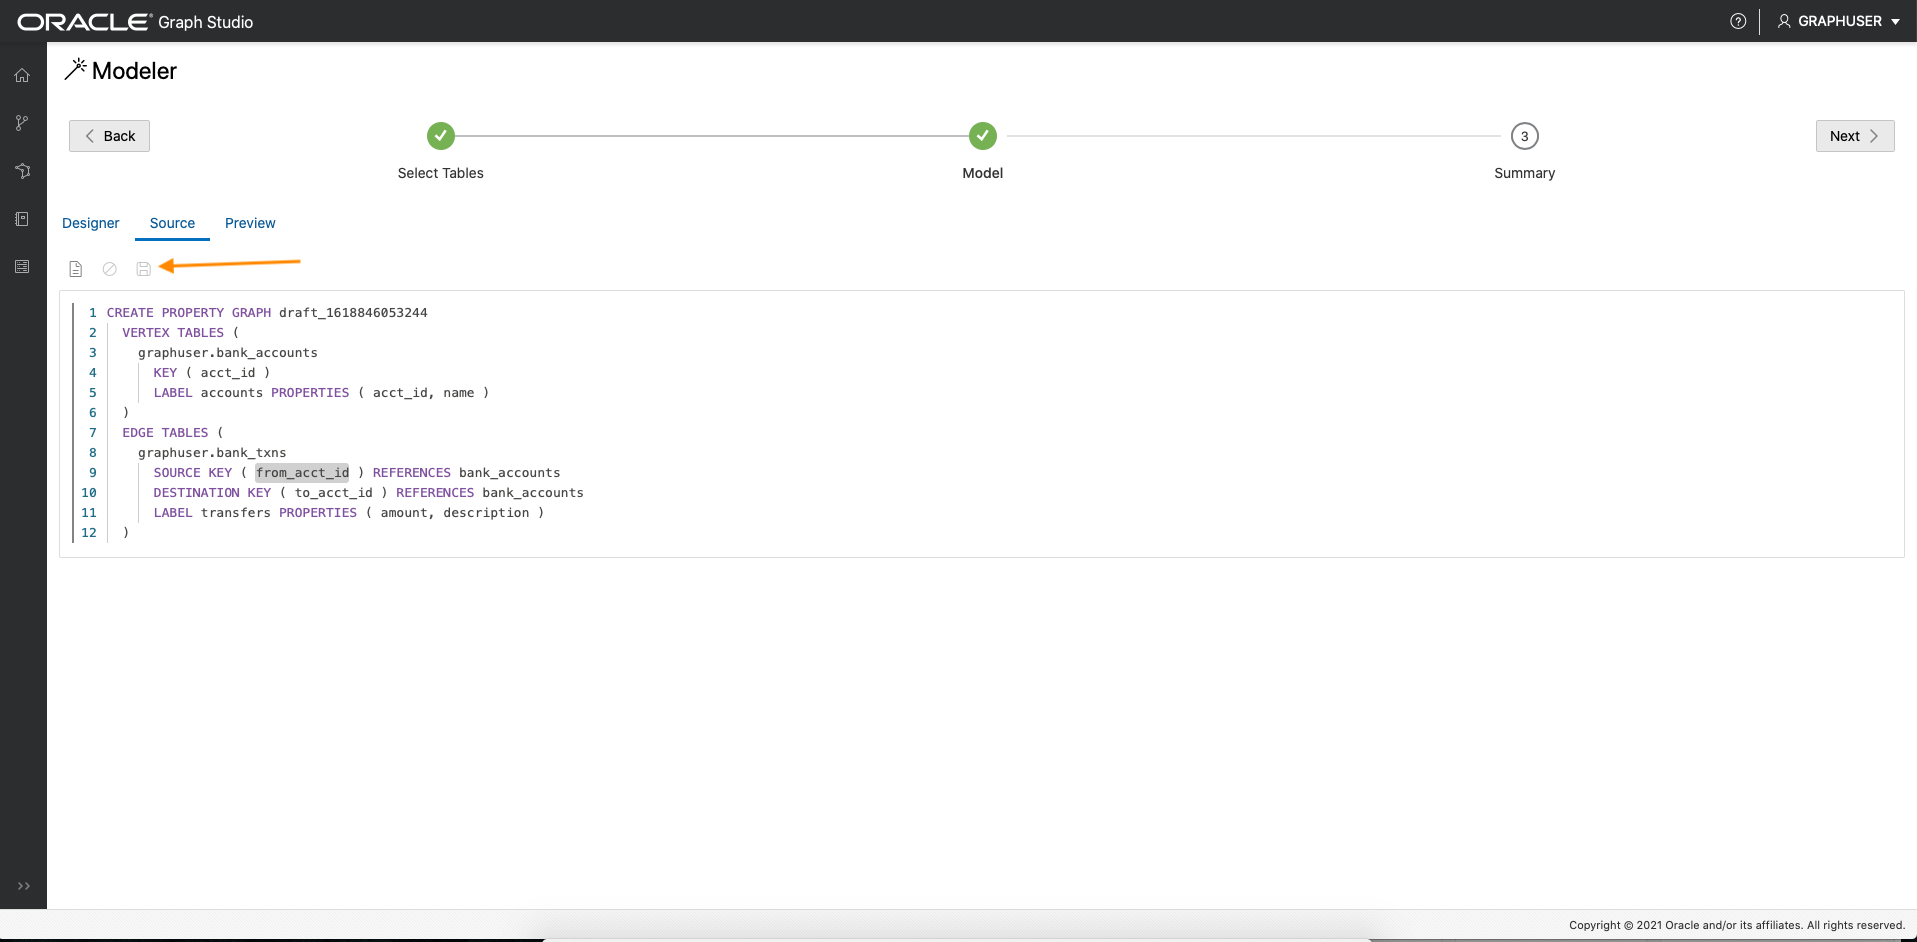 ORACLE® Graph Studio
GRAPHUSER
Modeler
Back
Next
3
Select Tables
Model
Summary
Designer
Source
Preview
1 CREATE PROPERTY GRAPH draft_1618846053244
2 VERTEX TABLES (
3 graphuser.bank_accounts
4 KEY ( acct_id )
5 LABEL accounts PROPERTIES ( acct_id, name )
6 )
7 EDGE TABLES (
8 graphuser.bank_txns
9 SOURCE KEY ( from_acct_id ) REFERENCES bank_accounts
10 DESTINATION KEY ( to_acct_id ) REFERENCES bank_accounts
11 LABEL transfers PROPERTIES ( amount, description )
12 )
Copyright © 2021 Oracle and/or its affiliates. All rights reserved.